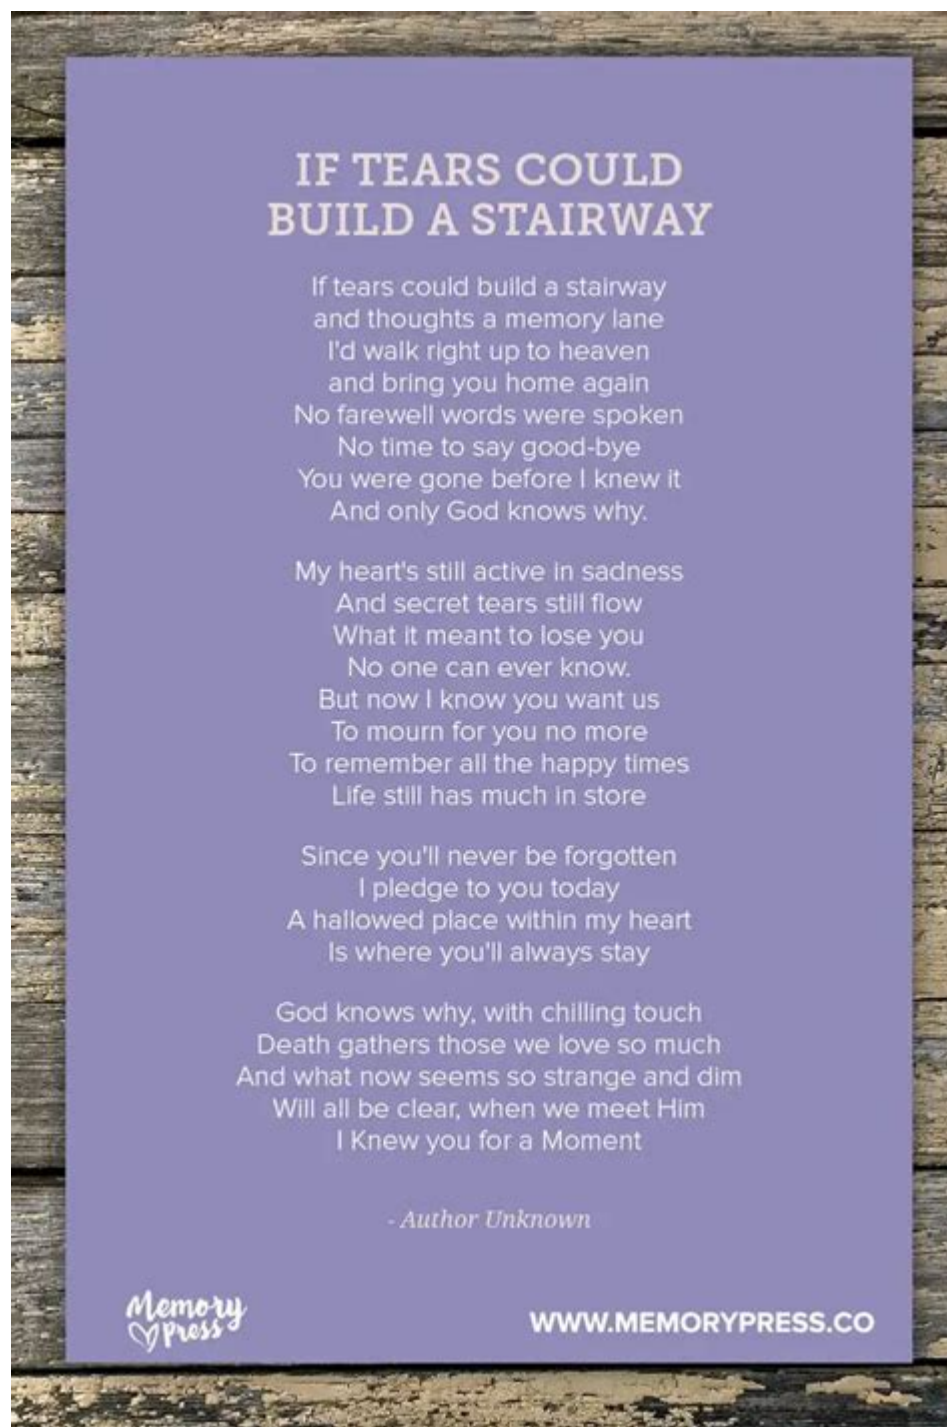 IF TEARS COULD
BUILD A STAIRWAY
If tears could build a stairway
and thoughts a memory lane
I'd walk right up to heaven
and bring you home again
No farewell words were spoken
No time to say good-bye
You were gone before I knew it
And only God knows why.
My heart's still active in sadness
And secret tears still flow
What it meant to lose you
No one can ever know.
But now I know you want us
To mourn for you no more
To remember all the happy times
Life still has much in store
Since you'll never be forgotten
I pledge to you today
A hallowed place within my heart
Is where you'll always stay
God knows why, with chilling touch
Death gathers those we love so much
And what now seems so strange and dim
Will all be clear, when we meet Him
I Knew you for a Moment
- Author Unknown
Memory
Press
WWW.MEMORYPRESS.CO